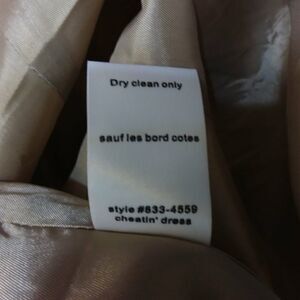 Dry clean only
sauf les bord cotes
style #833-4559
cheatin' dress